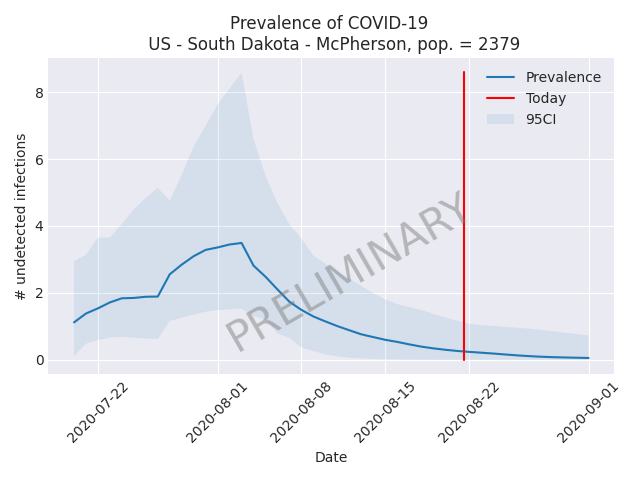 Prevalence of COVID-19
US - South Dakota - McPherson, pop. = 2379
# undetected infections
8
6
4
2
0
Prevalence
Today
95CI
PRELIMINARY
2020-07-22
2020-08-01
2020-08-08
2020-08-15
2020-08-22
2020-09-01
Date